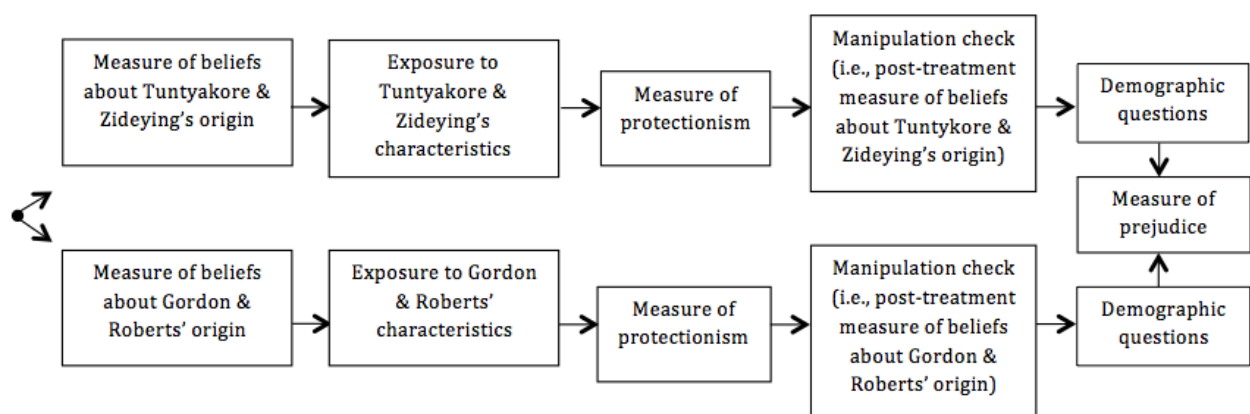 Measure of beliefs
about Tuntyakore &
Zideying's origin
Exposure to
Tuntyakore &
Zideying's
characteristics
Measure of
protectionism
Manipulation check
(i.e., post-treatment
measure of beliefs
about Tuntykore &
Zideying's origin)
Demographic
questions
Measure of
prejudice
Measure of beliefs
about Gordon &
Roberts' origin
Exposure to Gordon
& Roberts'
characteristics
Measure of
protectionism
Manipulation check
(i.e., post-treatment
measure of beliefs
about Gordon &
Roberts' origin)
Demographic
questions